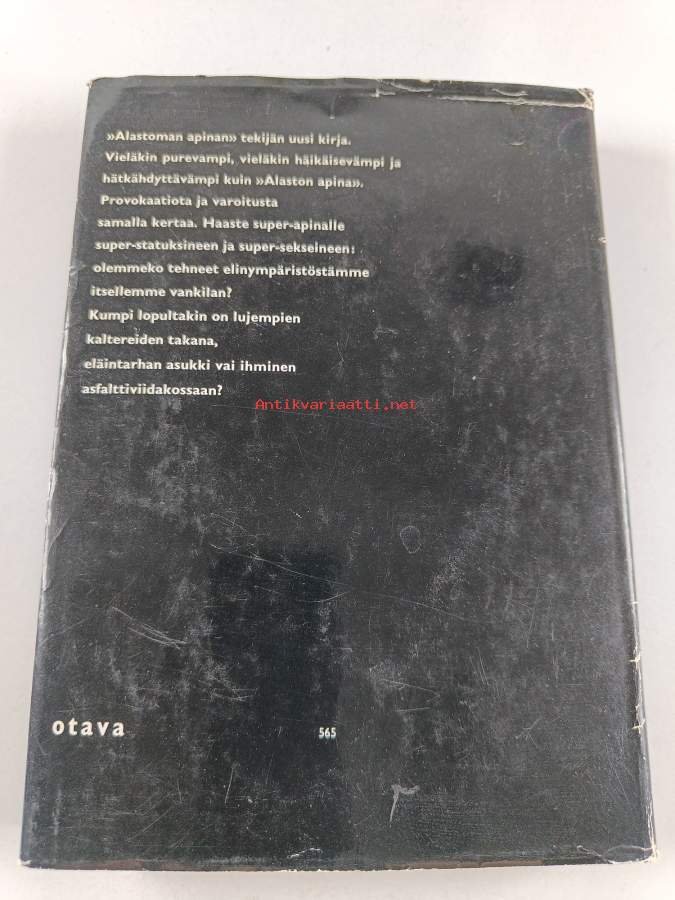 »Alastoman apinan» tekijän uusi kirja.
Vieläkin purevampi, vieläkin häikäisevämpi ja
hätkähdyttävämpi kuin »Alaston apina».
Provokaatiota ja varoitusta
samalla kertaa. Haaste super-apinalle
super-statuksineen ja super-sekseineen:
olemmeko tehneet elinympäristöstämme
itsellemme vankilan?
Kumpi lopultakin on lujempien
kaltereiden takana,
eläintarhan asukki vai ihminen
asfalttiviidakossaan?
Antikvariaatti.net
otava
565